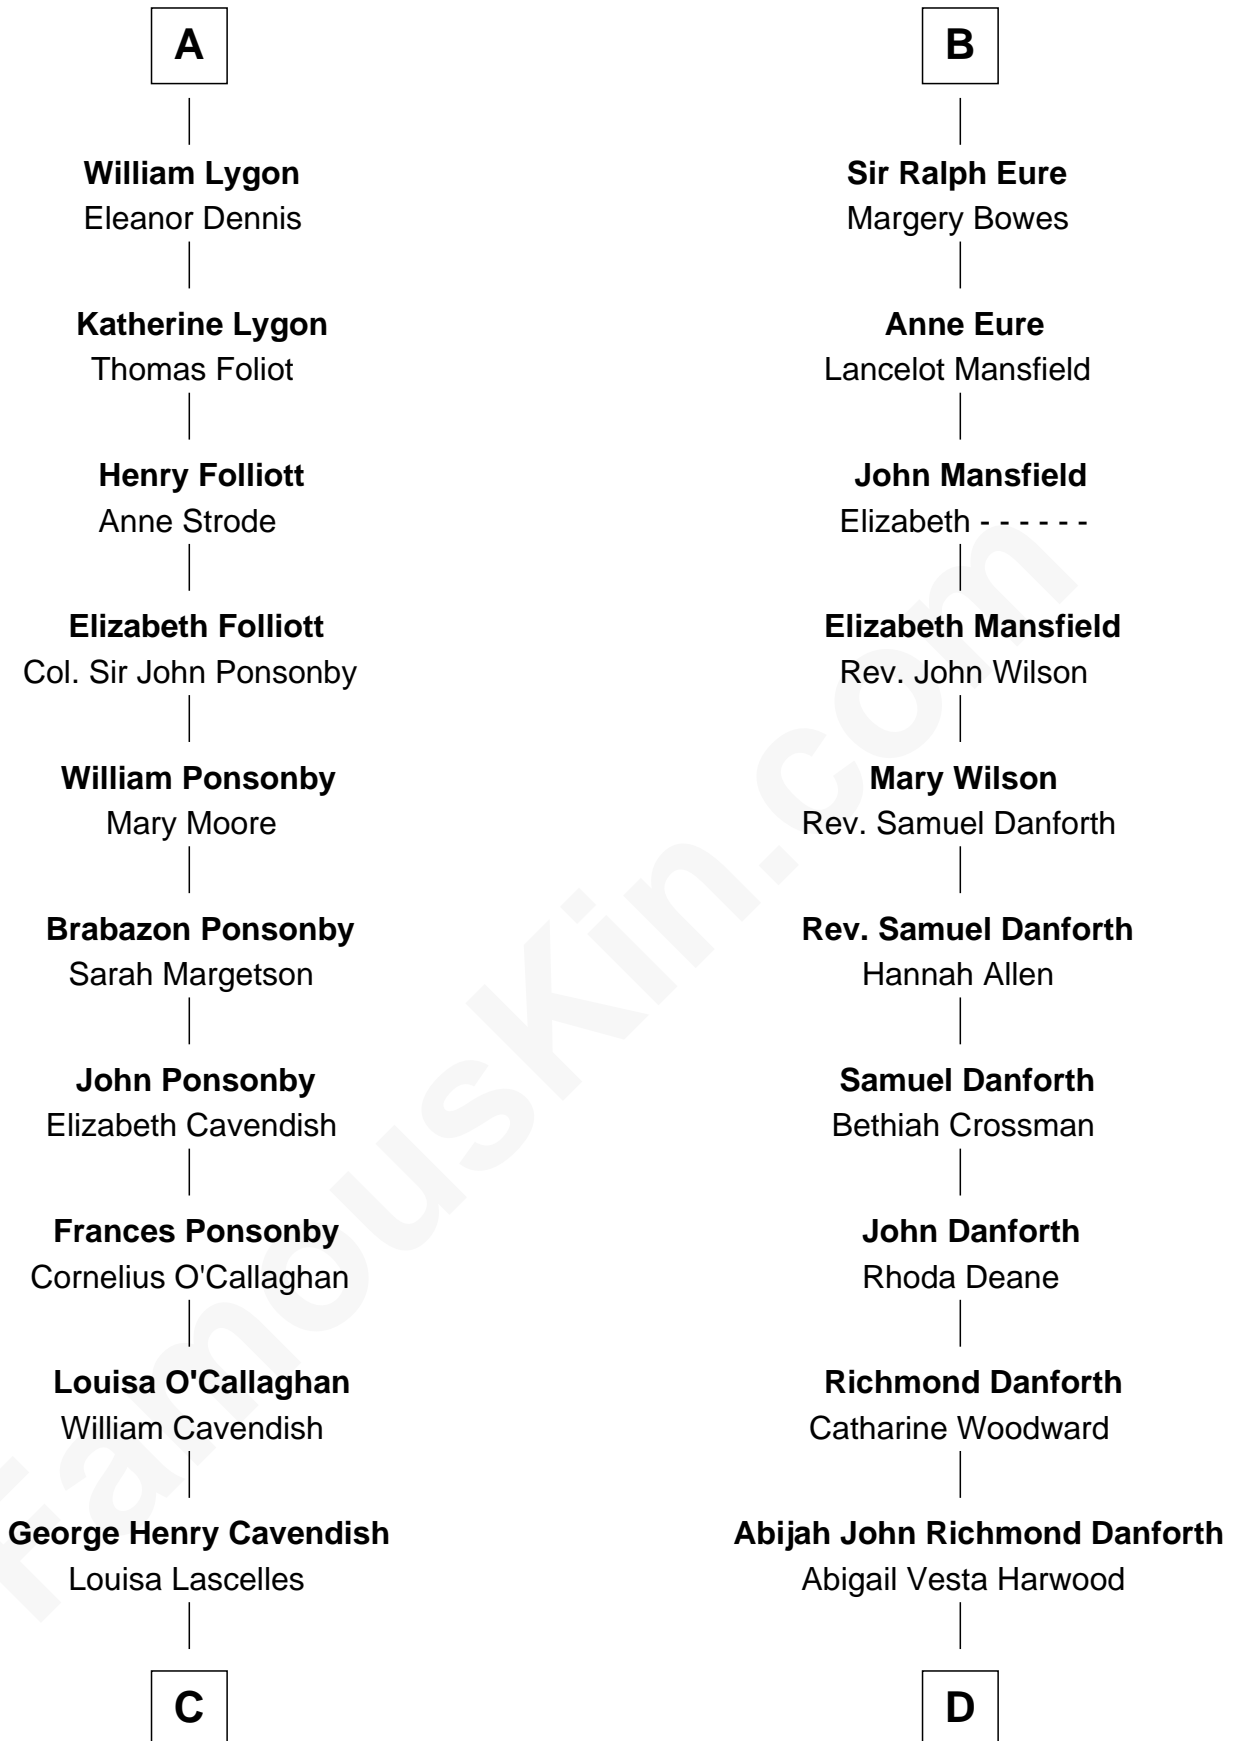 A
William Lygon
Eleanor Dennis
Katherine Lygon
Thomas Foliot
Henry Folliott
Anne Strode
Elizabeth Folliott
Col. Sir John Ponsonby
William Ponsonby
Mary Moore
Brabazon Ponsonby
Sarah Margetson
John Ponsonby
Elizabeth Cavendish
Frances Ponsonby
Cornelius O'Callaghan
Louisa O'Callaghan
William Cavendish
George Henry Cavendish
Louisa Lascelles
C
B
Sir Ralph Eure
Margery Bowes
Anne Eure
Lancelot Mansfield
John Mansfield
Elizabeth - - - - - -
Elizabeth Mansfield
Rev. John Wilson
Mary Wilson
Rev. Samuel Danforth
Rev. Samuel Danforth
Hannah Allen
Samuel Danforth
Bethiah Crossman
John Danforth
Rhoda Deane
Richmond Danforth
Catharine Woodward
Abijah John Richmond Danforth
Abigail Vesta Harwood
D
FamousKin.com